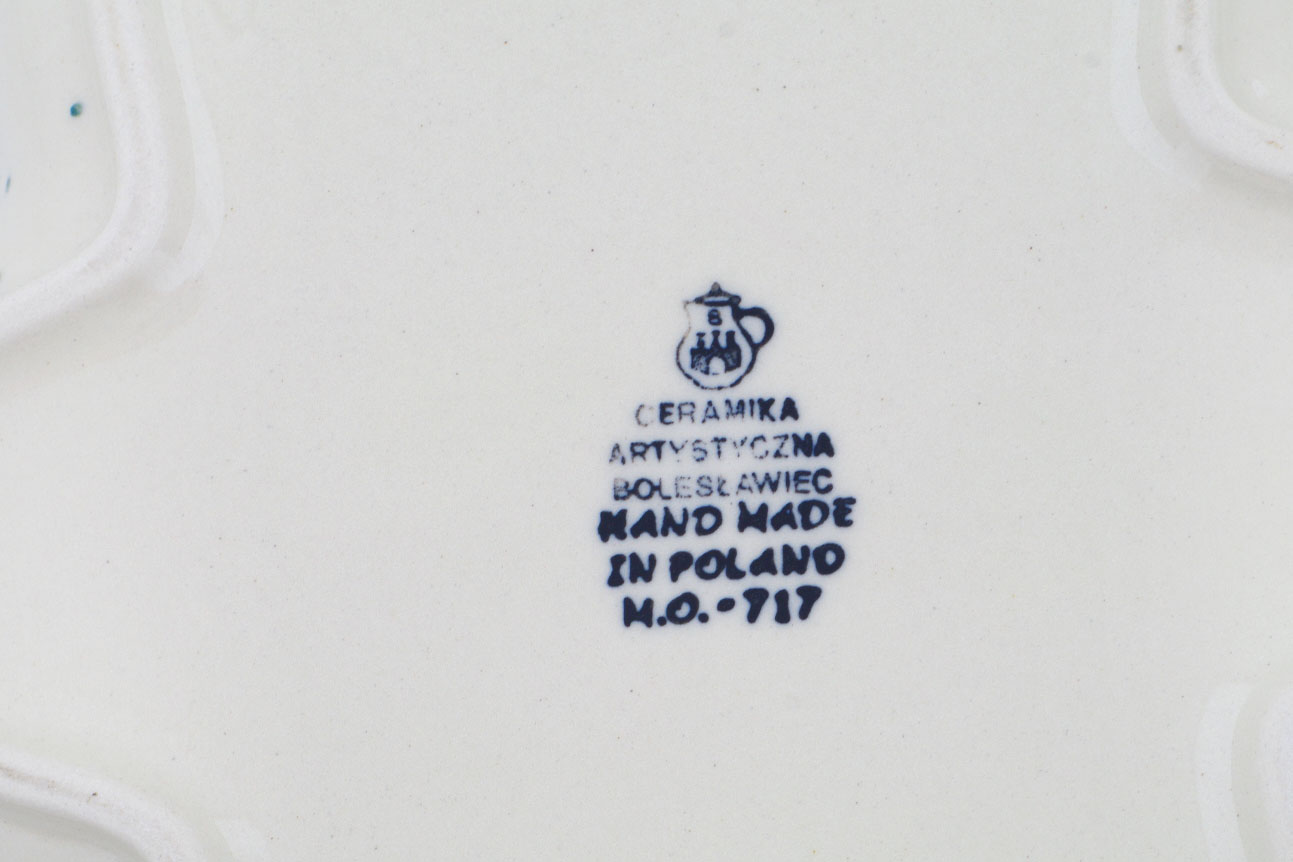 B
CERAMIKA
ARTYSTYCZNA
BOLESŁAWIEC
HAND MADE
IN POLAND
H.O.-717